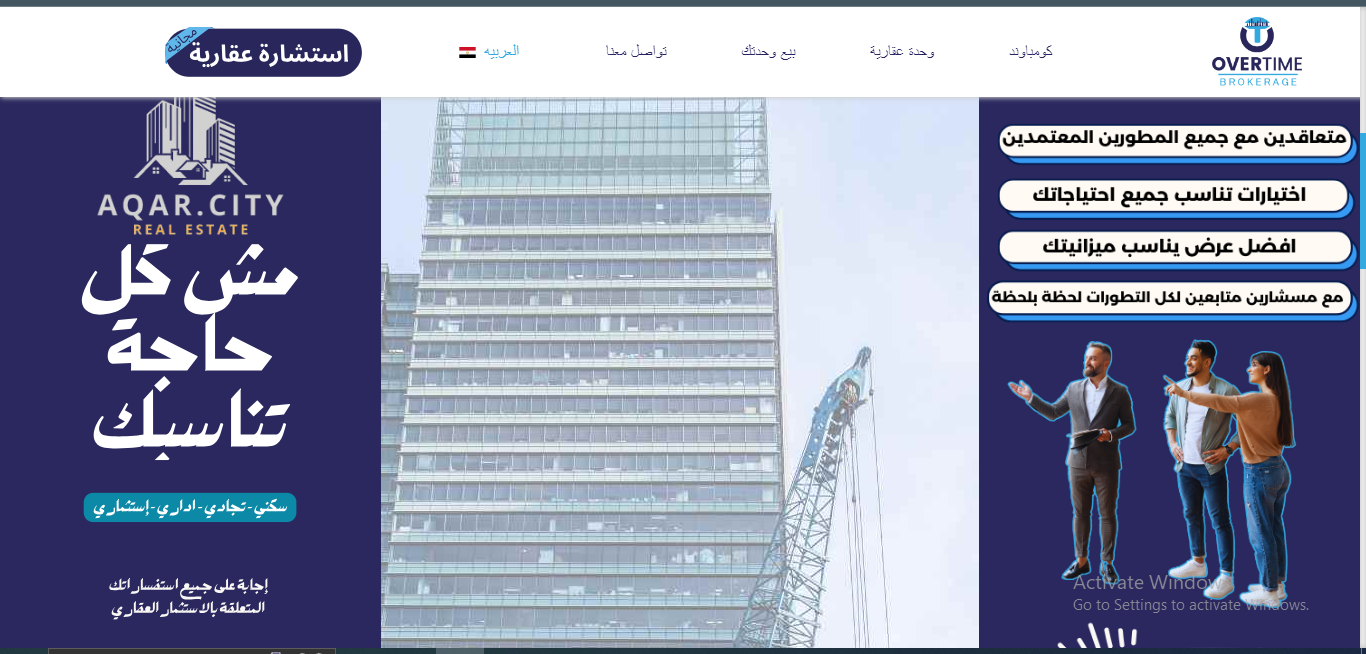 OVERTIME
BROKERAGE
كومباوند
وحدة عقارية
بيع وحدتك
تواصل معنا
العربيه
مجانية
استشارة عقارية
متعاقدين مع جميع المطورين المعتمدين
اختيارات تناسب جميع احتياجاتك
افضل عرض يناسب ميزانيتك
مع مسشارين متابعين لكل التطورات لحظة بلحظة
AQAR.CITY
REAL ESTATE
مش كل
حاجة
تناسبك
سكني-تجادي-اداري-إستثماري
إجابة على جميع استفساراتك
المتعلقة بالاستثمار العقاري
Activate Windows
Go to Settings to activate Windows.